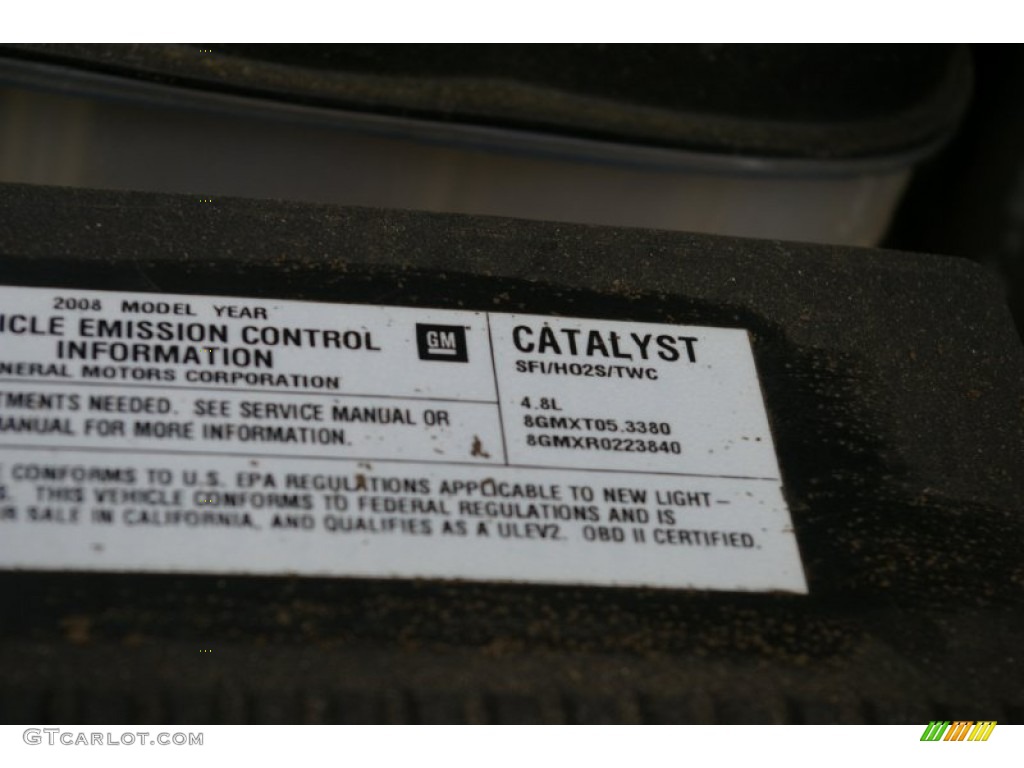 2008 MODEL YEAR
ICLE EMISSION CONTROL
INFORMATION
NERAL MOTORS CORPORATION
GM
TMENTS NEEDED. SEE SERVICE MANUAL OR
MANUAL FOR MORE INFORMATION.
CATALYST
SFI/HO2S/TWC
4.8L
8GMXT05.3380
8GMXR0223840
CONFORMS TO U.S. EPA REGULATIONS APPLICABLE TO NEW LIGHT–
S. THIS VEHICLE CONFORMS TO FEDERAL REGULATIONS AND IS
R SALE IN CALIFORNIA, AND QUALIFIES AS A ULEV2. OBD II CERTIFIED.
GTCarlot.com